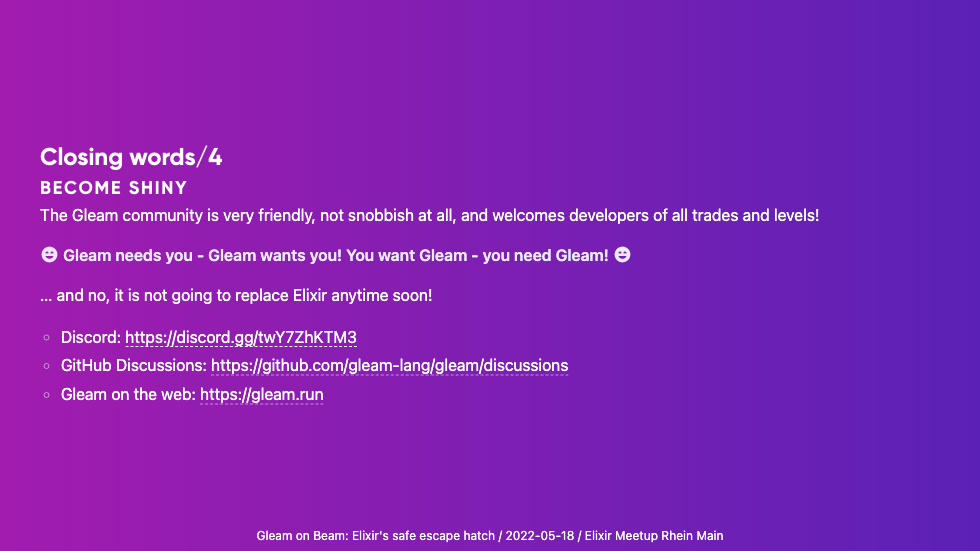 Closing words/4
BECOME SHINY
The Gleam community is very friendly, not snobbish at all, and welcomes developers of all trades and levels!
Gleam needs you - Gleam wants you! You want Gleam - you need Gleam!
... and no, it is not going to replace Elixir anytime soon!
Discord: https://discord.gg/twY7ZhKTM3
GitHub Discussions: https://github.com/gleam-lang/gleam/discussions
Gleam on the web: https://gleam.run
Gleam on Beam: Elixir's safe escape hatch / 2022-05-18 / Elixir Meetup Rhein Main